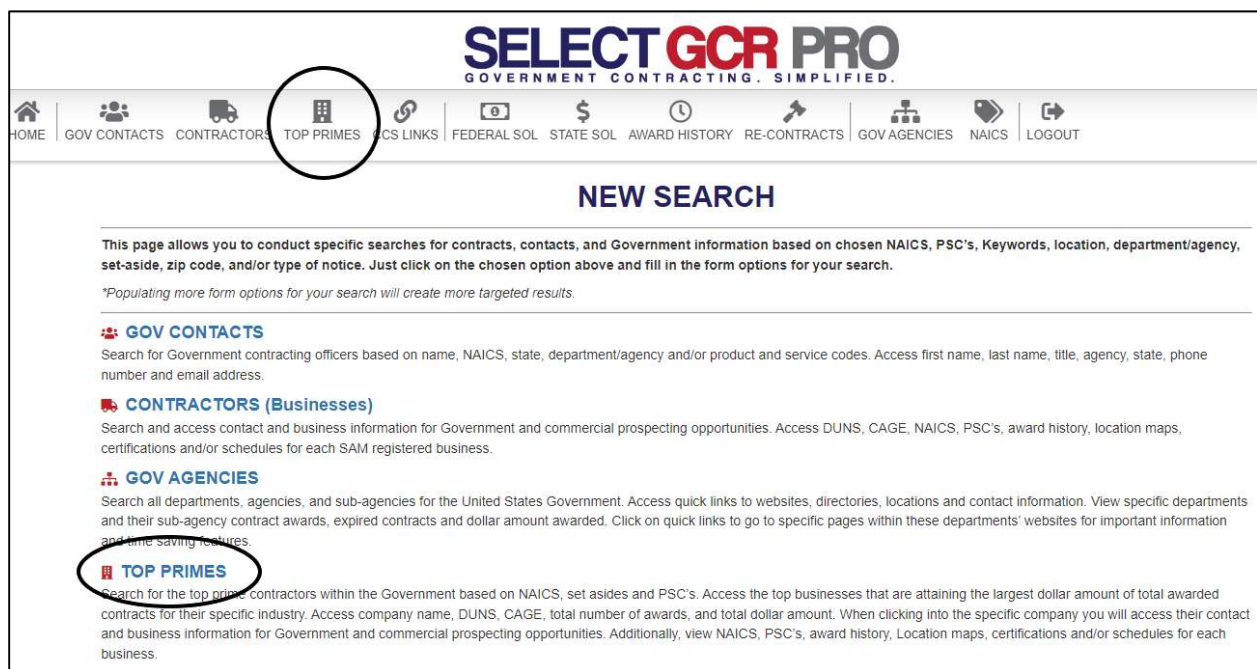 SELECT GCR PRO
GOVERNMENT CONTRACTING. SIMPLIFIED.
HOME GOV CONTACTS CONTRACTORS TOP PRIMES CCS LINKS FEDERAL SOL STATE SOL AWARD HISTORY RE-CONTRACTS GOV AGENCIES NAICS LOGOUT
NEW SEARCH
This page allows you to conduct specific searches for contracts, contacts, and Government information based on chosen NAICS, PSC's, Keywords, location, department/agency,
set-aside, zip code, and/or type of notice. Just click on the chosen option above and fill in the form options for your search.
*Populating more form options for your search will create more targeted results.
GOV CONTACTS
Search for Government contracting officers based on name, NAICS, state, department/agency and/or product and service codes. Access first name, last name, title, agency, state, phone
number and email address.
CONTRACTORS (Businesses)
Search and access contact and business information for Government and commercial prospecting opportunities. Access DUNS, CAGE, NAICS, PSC's, award history, location maps,
certifications and/or schedules for each SAM registered business.
GOV AGENCIES
Search all departments, agencies, and sub-agencies for the United States Government. Access quick links to websites, directories, locations and contact information. View specific departments
and their sub-agency contract awards, expired contracts and dollar amount awarded. Click on quick links to go to specific pages within these departments' websites for important information
and time saving features.
TOP PRIMES
Search for the top prime contractors within the Government based on NAICS, set asides and PSC's. Access the top businesses that are attaining the largest dollar amount of total awarded
contracts for their specific industry. Access company name, DUNS, CAGE, total number of awards, and total dollar amount. When clicking into the specific company you will access their contact
and business information for Government and commercial prospecting opportunities. Additionally, view NAICS, PSC's, award history, Location maps, certifications and/or schedules for each
business.